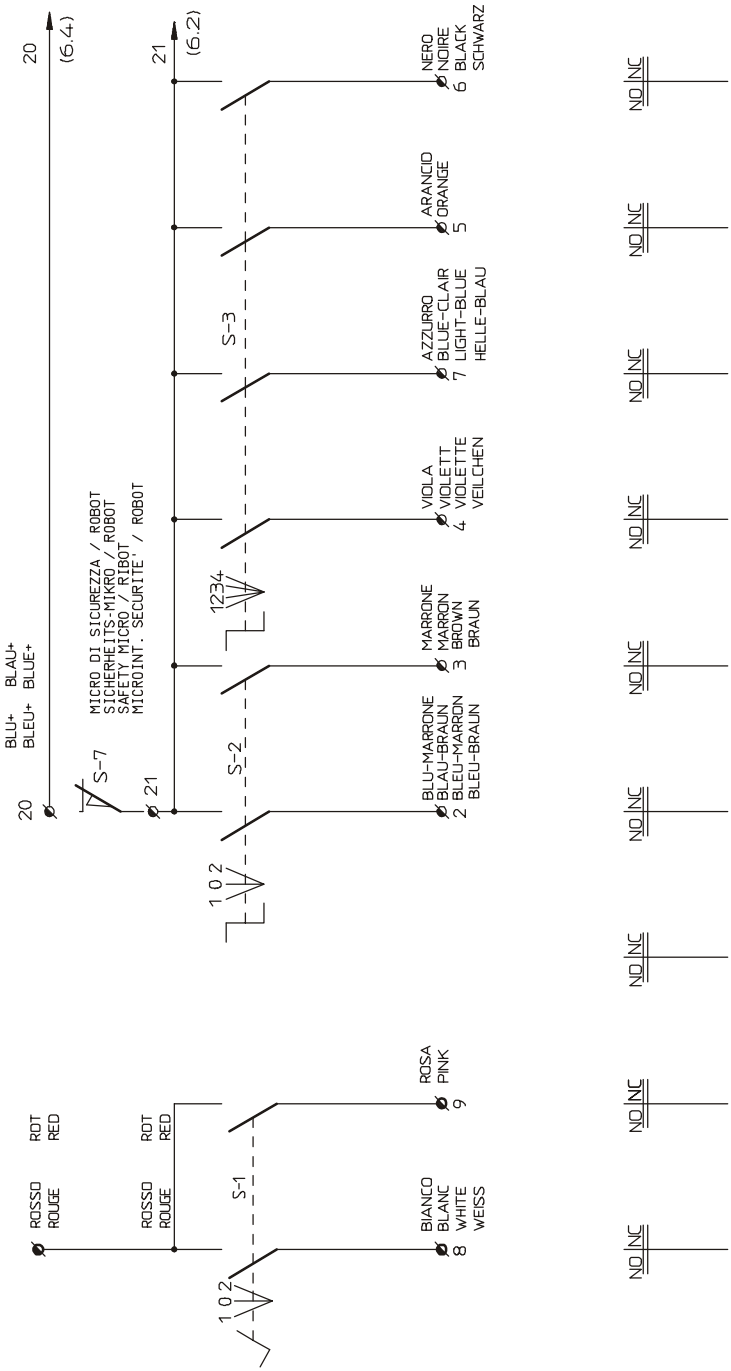 20
(6.4)
21
(6.2)
BLU+ BLAU+
BLEU+ BLUE+
20
MICRO DI SICUREZZA / ROBOT
SICHERHEITS-MIKRO / ROBOT
SAFETY MICRO / RIBOT
MICROINT. SECURITE' / ROBOT
S-7
21
S-3
1234
S-2
1 0 2
NERO
NOIRE
BLACK
SCHWARZ
6
ARANCIO
ORANGE
5
AZZURRO
BLUE-CLAIR
LIGHT-BLUE
HELLE-BLAU
7
VIOLA
VIOLETT
VIOLETTE
VEILCHEN
4
MARRONE
MARRON
BROWN
BRAUN
3
BLU-MARRONE
BLAU-BRAUN
BLEU-MARRON
BLEU-BRAUN
2
ROSSO ROT
ROUGE RED
ROSSO ROT
ROUGE RED
S-1
1 0 2
ROSA
PINK
9
BIANCO
BLANC
WHITE
WEISS
8
NO NC
NO NC
NO NC
NO NC
NO NC
NO NC
NO NC
NO NC
NO NC